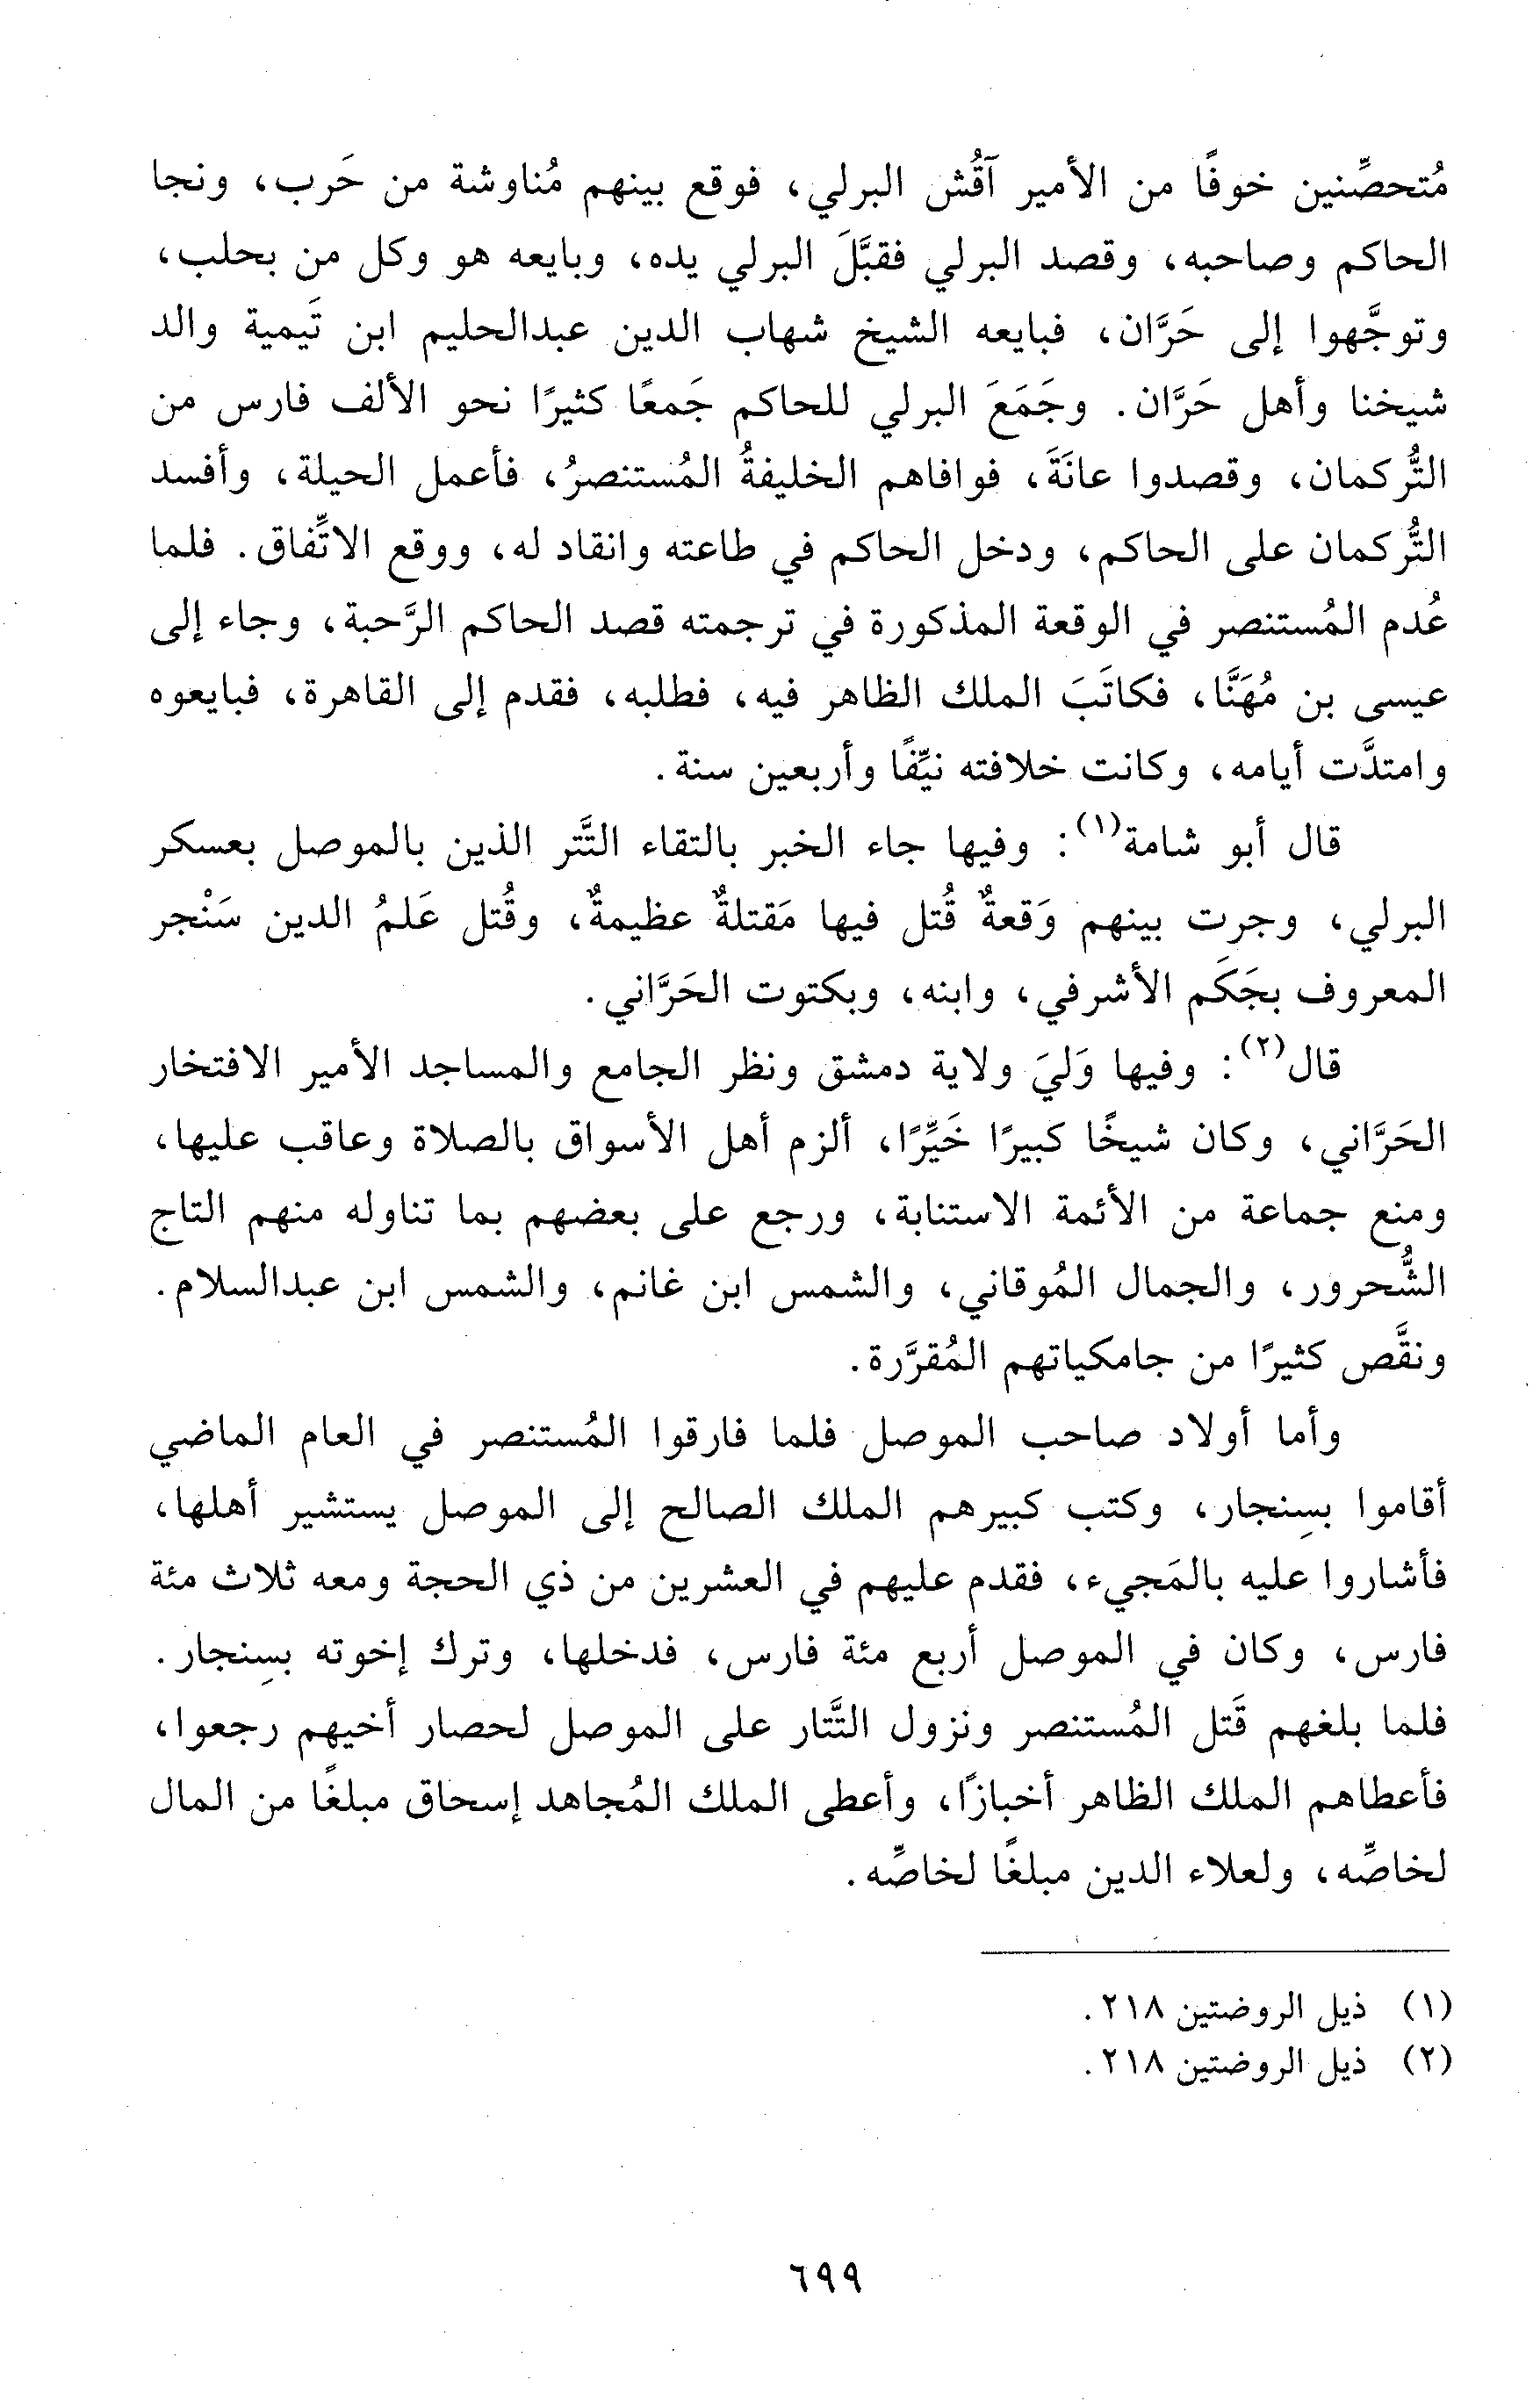 مُتحصِّنين خوفًا من الأمير آقُش البرلي، فوقع بينهم مُناوشة من حَرب، ونجا
الحاكم وصاحبه، وقصد البرلي فقبَّلَ البرلي يده، وبايعه هو وكل من بحلب،
وتوجَّهوا إلى حَرَّان، فبايعه الشيخ شهاب الدين عبدالحليم ابن تَيمية والد
شيخنا وأهل حَرَّان. وجَمَعَ البرلي للحاكم جَمعًا كثيرًا نحو الألف فارس من
التُّركمان، وقصدوا عانَةَ، فوافاهم الخليفةُ المُستنصرُ، فأعمل الحيلة، وأفسد
التُّركمان على الحاكم، ودخل الحاكم في طاعته وانقاد له، ووقع الاتِّفاق. فلما
عُدم المُستنصر في الوقعة المذكورة في ترجمته قصد الحاكم الرَّحبة، وجاء إلى
عيسى بن مُهَنَّا، فكاتَبَ الملك الظاهر فيه، فطلبه، فقدم إلى القاهرة، فبايعوه
وامتدَّت أيامه، وكانت خلافته نيِّفًا وأربعين سنة.
قال أبو شامة(١): وفيها جاء الخبر بالتقاء التَّتر الذين بالموصل بعسكر
البرلي، وجرت بينهم وَقعةٌ قُتل فيها مَقتلةٌ عظيمةٌ، وقُتل عَلمُ الدين سَنْجر
المعروف بجَكَم الأشرفي، وابنه، وبكتوت الحَرَّاني.
قال(٢): وفيها وَليَ ولاية دمشق ونظر الجامع والمساجد الأمير الافتخار
الحَرَّاني، وكان شيخًا كبيرًا خَيِّرًا، ألزم أهل الأسواق بالصلاة وعاقب عليها،
ومنع جماعة من الأئمة الاستنابة، ورجع على بعضهم بما تناوله منهم التاج
الشُّحرور، والجمال المُوقاني، والشمس ابن غانم، والشمس ابن عبدالسلام.
ونقَّص كثيرًا من جامكياتهم المُقرَّرة.
وأما أولاد صاحب الموصل فلما فارقوا المُستنصر في العام الماضي
أقاموا بسِنجار، وكتب كبيرهم الملك الصالح إلى الموصل يستشير أهلها،
فأشاروا عليه بالمَجيء، فقدم عليهم في العشرين من ذي الحجة ومعه ثلاث مئة
فارس، وكان في الموصل أربع مئة فارس، فدخلها، وترك إخوته بسِنجار.
فلما بلغهم قَتل المُستنصر ونزول التَّتار على الموصل لحصار أخيهم رجعوا،
فأعطاهم الملك الظاهر أخبازًا، وأعطى الملك المُجاهد إسحاق مبلغًا من المال
لخاصِّه، ولعلاء الدين مبلغًا لخاصِّه.
(١) ذيل الروضتين ٢١٨.
(٢) ذيل الروضتين ٢١٨.
٦٩٩